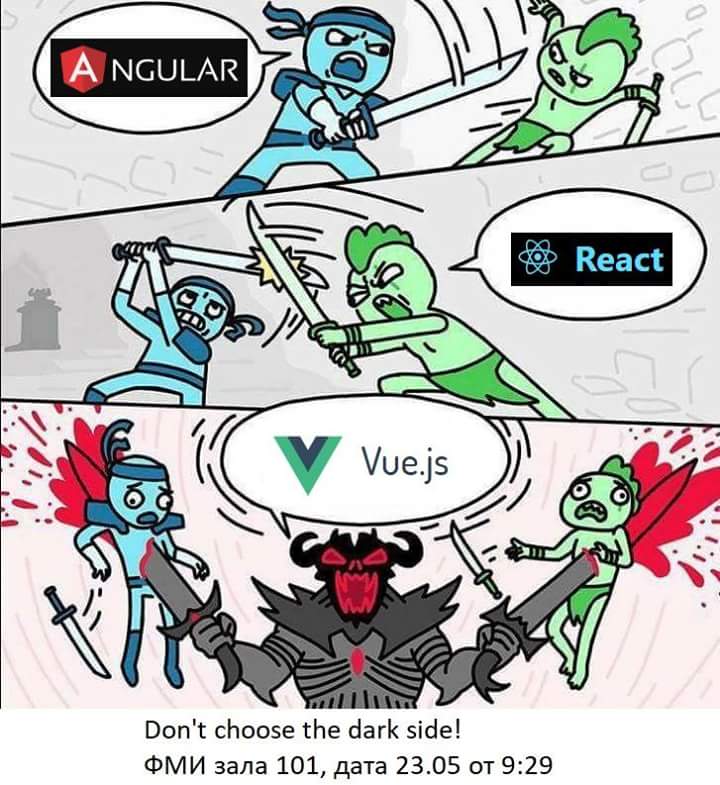 ANGULAR
React
Vue.js
Don't choose the dark side!
ФМИ зала 101, дата 23.05 от 9:29